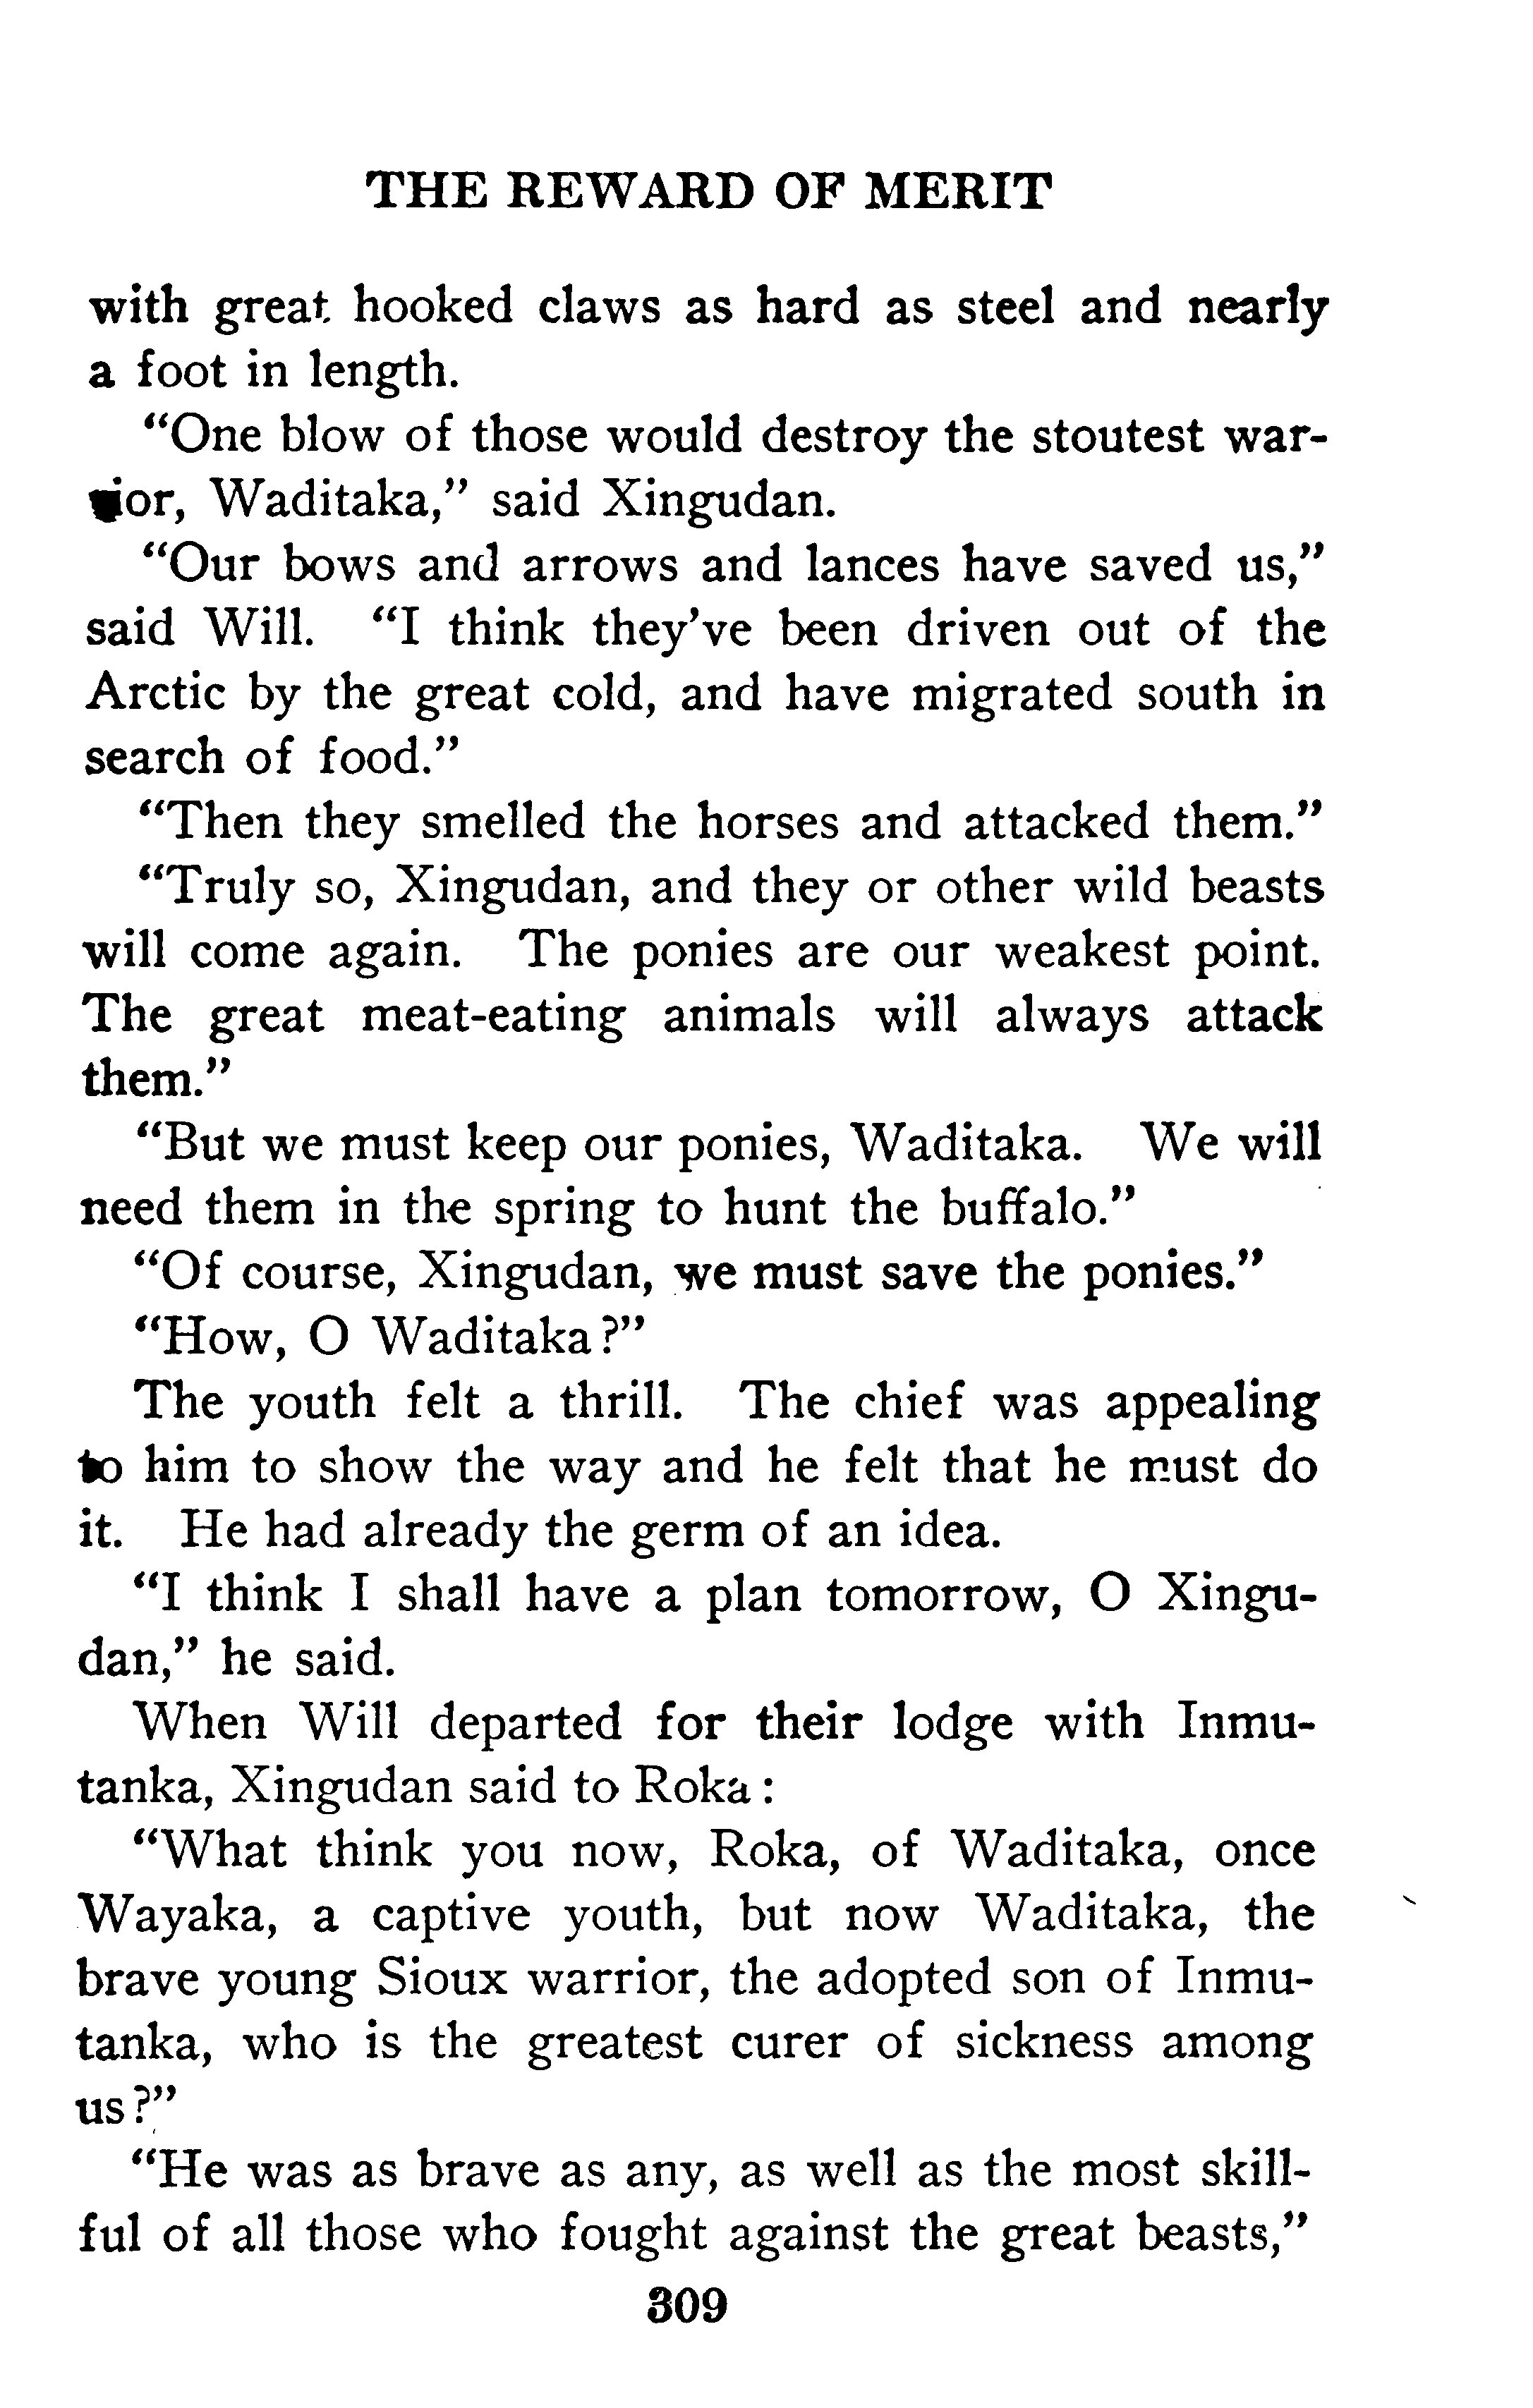 THE REWARD OF MERIT
with great hooked claws as hard as steel and nearly
a foot in length.
"One blow of those would destroy the stoutest war-
rior, Waditaka," said Xingudan.
"Our bows and arrows and lances have saved us,"
said Will. "I think they've been driven out of the
Arctic by the great cold, and have migrated south in
search of food."
"Then they smelled the horses and attacked them."
"Truly so, Xingudan, and they or other wild beasts
will come again. The ponies are our weakest point.
The great meat-eating animals will always attack
them."
"But we must keep our ponies, Waditaka. We will
need them in the spring to hunt the buffalo."
"Of course, Xingudan, we must save the ponies."
"How, O Waditaka?"
The youth felt a thrill. The chief was appealing
to him to show the way and he felt that he must do
it. He had already the germ of an idea.
"I think I shall have a plan tomorrow, O Xingu-
dan," he said.
When Will departed for their lodge with Inmu-
tanka, Xingudan said to Roka:
"What think you now, Roka, of Waditaka, once
Wayaka, a captive youth, but now Waditaka, the
brave young Sioux warrior, the adopted son of Inmu-
tanka, who is the greatest curer of sickness among
us?"
"He was as brave as any, as well as the most skill-
ful of all those who fought against the great beasts,"
309